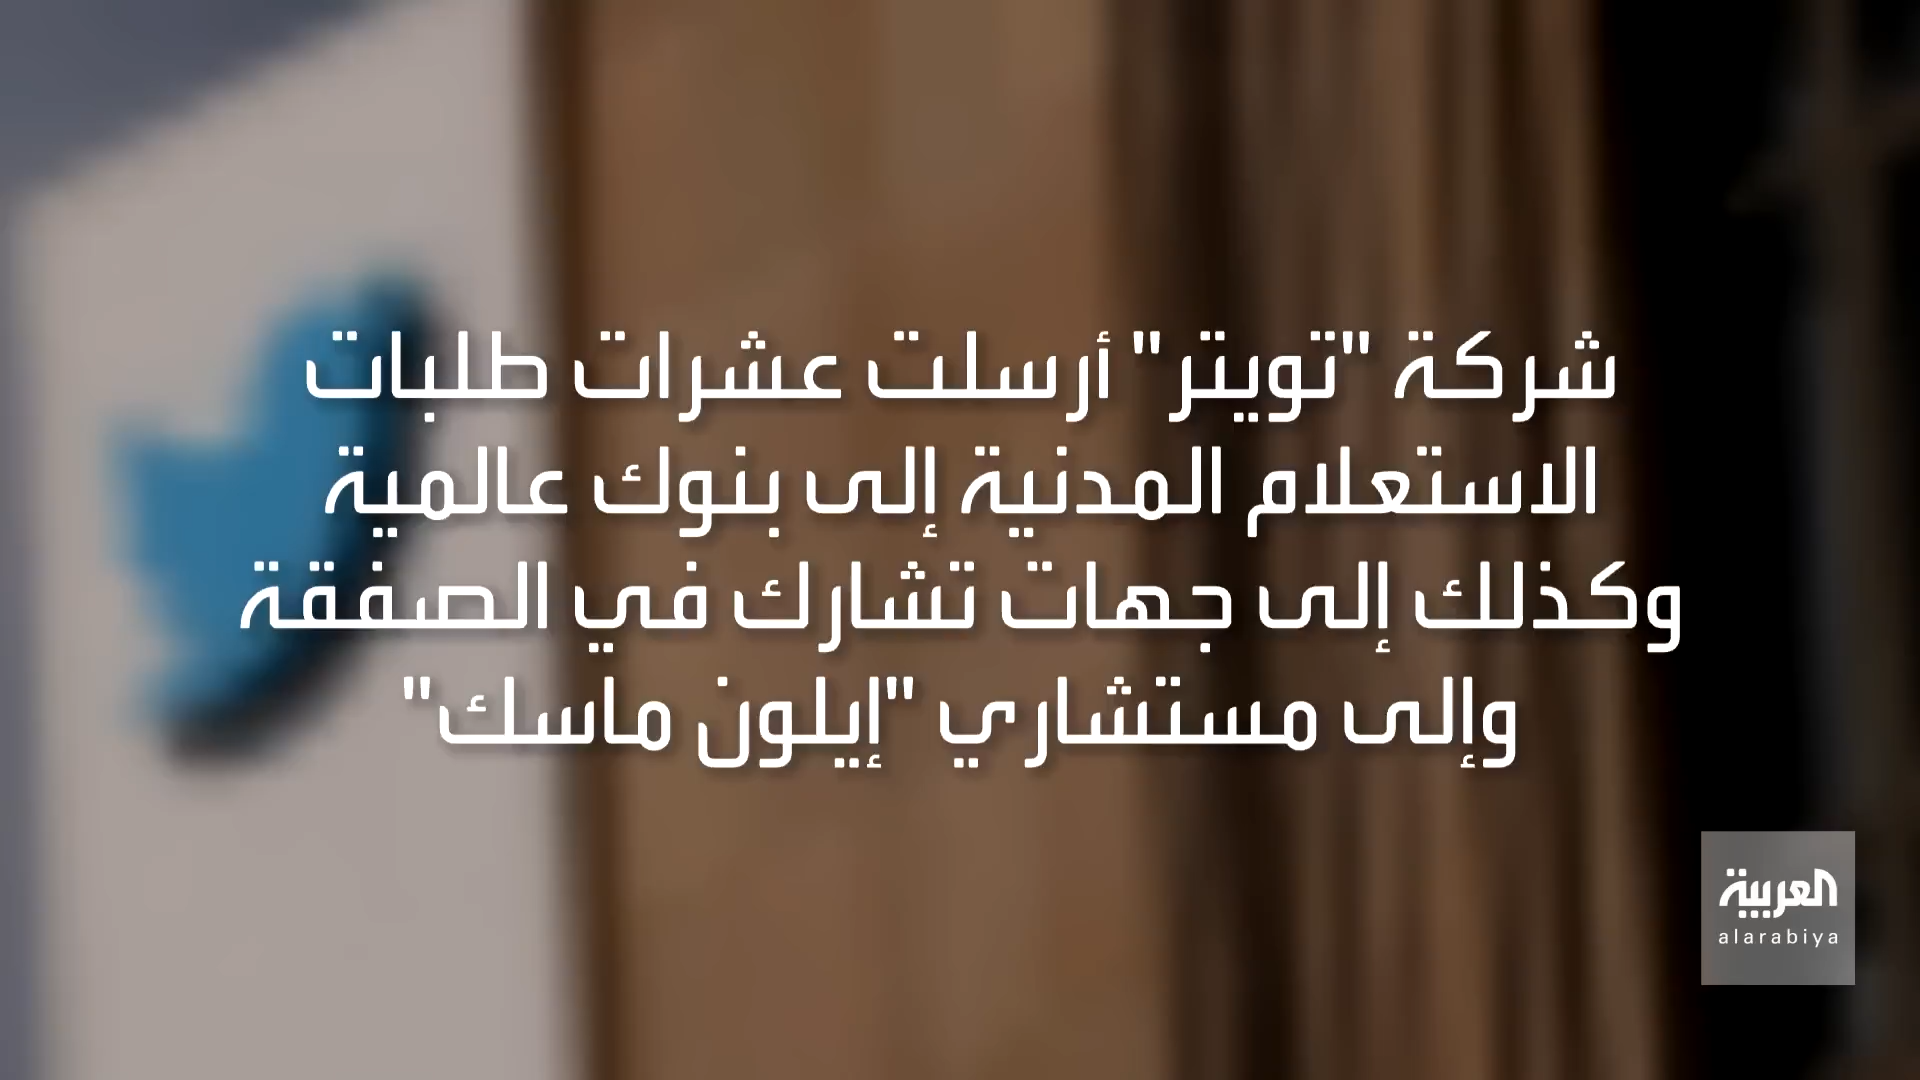 شركة "تويتر" أرسلت عشرات طلبات
الاستعلام المدنية إلى بنوك عالمية
وكذلك إلى جهات تشارك في الصفقة
وإلى مستشاري "إيلون ماسك"
العربية
alarabiya